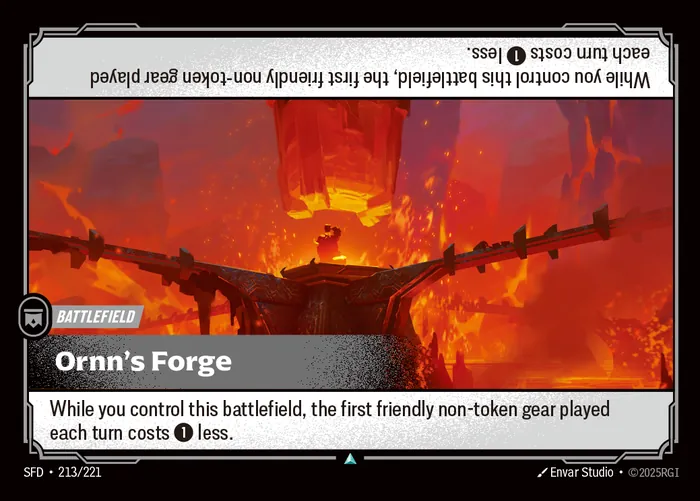 While you control this battlefield, the first friendly non-token gear played
each turn costs 1 less.
BATTLEFIELD
Ornn's Forge
While you control this battlefield, the first friendly non-token gear played
each turn costs 1 less.
SFD • 213/221
Envar Studio • ©2025RGI